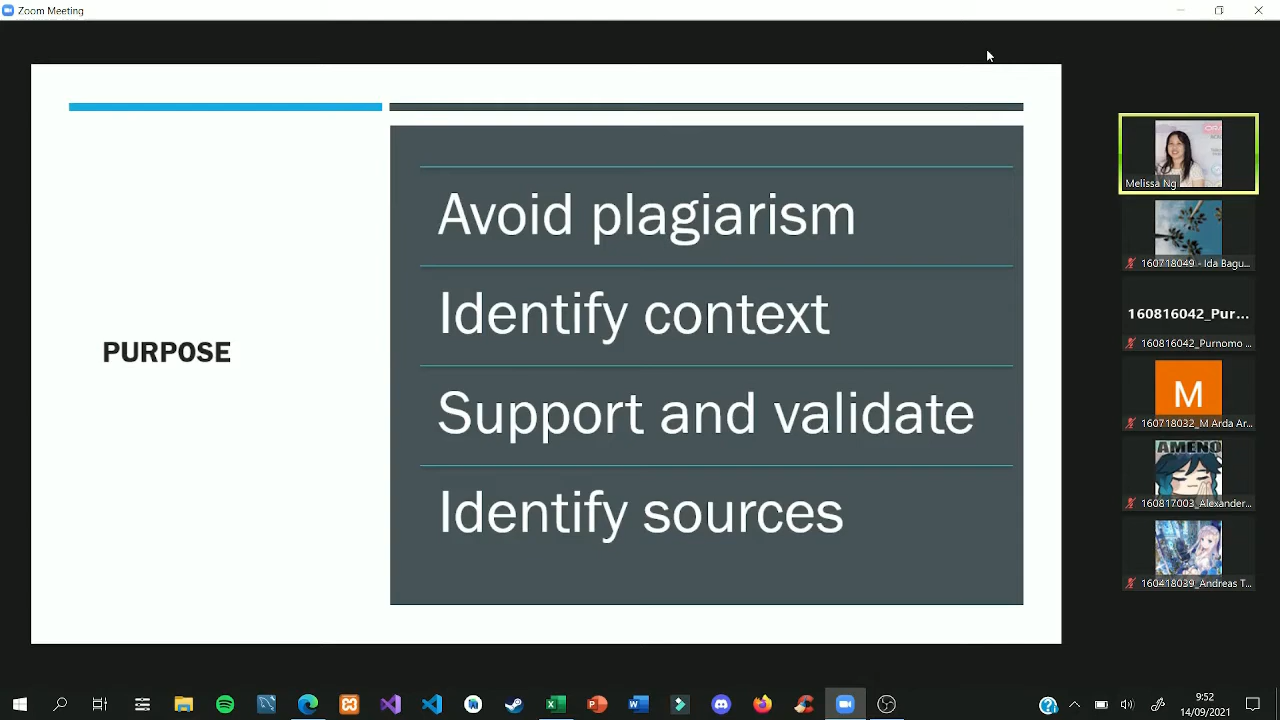 Zoom Meeting
PURPOSE
Avoid plagiarism
Identify context
Support and validate
Identify sources
Melissa Ng
160718049 - Ida Bagu...
160816042_Pur...
160816042_Purnomo ...
M
160718032_M Arda Ar...
AMENO
160817003_Alexander...
160418039_Andreas T...
9:52
14/09/2021